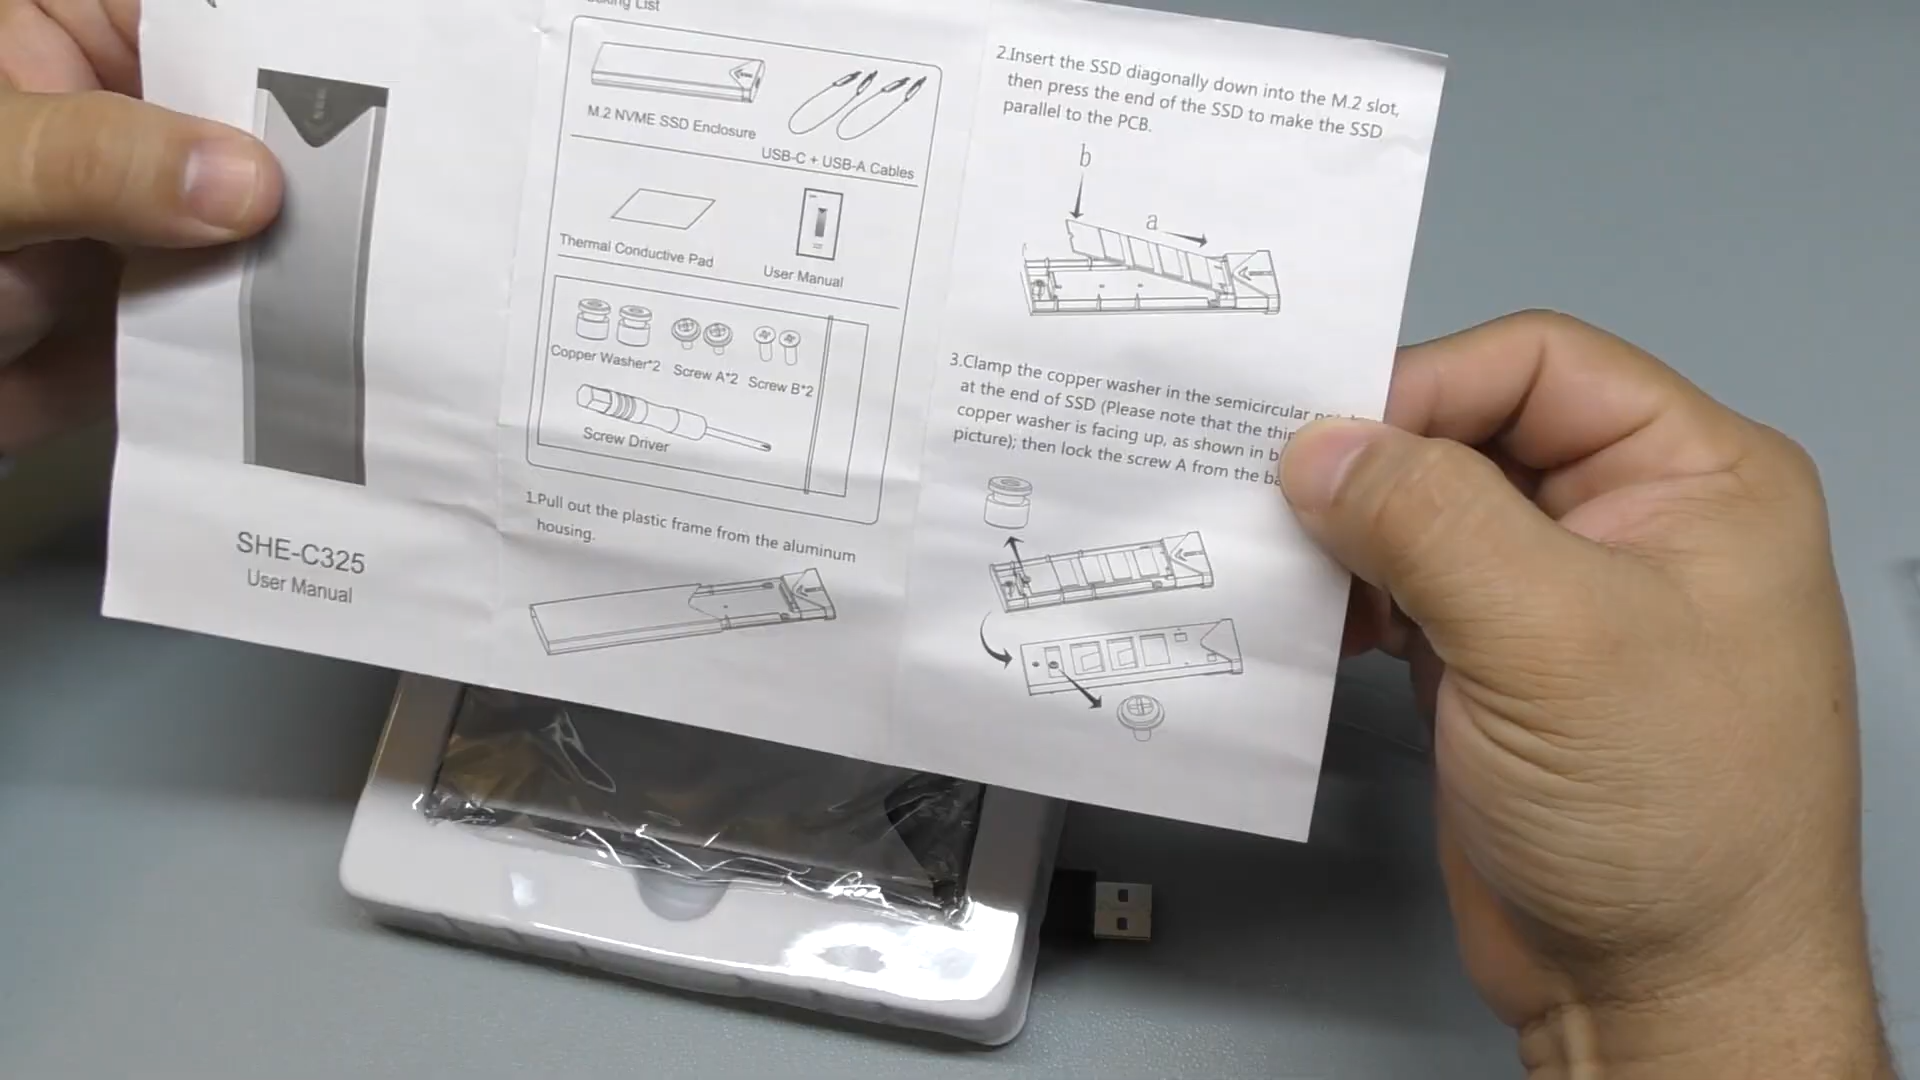 SHE-C325
User Manual
List
M.2 NVME SSD Enclosure
USB-C + USB-A Cables
Thermal Conductive Pad
User Manual
Copper Washer*2
Screw A*2
Screw B*2
Screw Driver
1.Pull out the plastic frame from the aluminum
housing.
2.Insert the SSD diagonally down into the M.2 slot,
then press the end of the SSD to make the SSD
parallel to the PCB.
b
a
3.Clamp the copper washer in the semicircular
at the end of SSD (Please note that the
copper washer is facing up, as shown in
picture); then lock the screw A from the